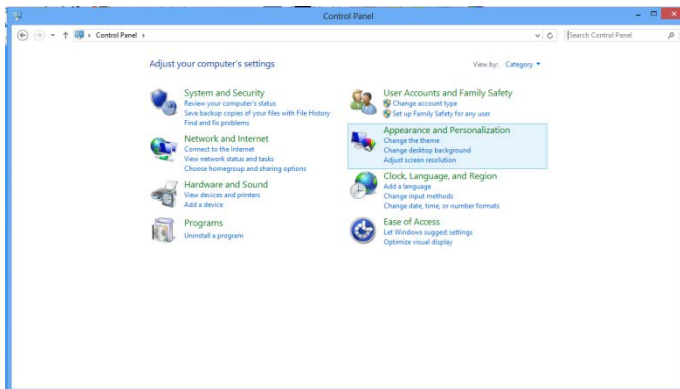 Control Panel
Control Panel
Search Control Panel
Adjust your computer's settings
View by: Category
System and Security
Review your computer's status
Save backup copies of your files with File History
Find and fix problems
Network and Internet
Connect to the Internet
View network status and tasks
Choose homegroup and sharing options
Hardware and Sound
View devices and printers
Add a device
Programs
Uninstall a program
User Accounts and Family Safety
Change account type
Set up Family Safety for any user
Appearance and Personalization
Change the theme
Change desktop background
Adjust screen resolution
Clock, Language, and Region
Add a language
Change input methods
Change date, time, or number formats
Ease of Access
Let Windows suggest settings
Optimize visual display